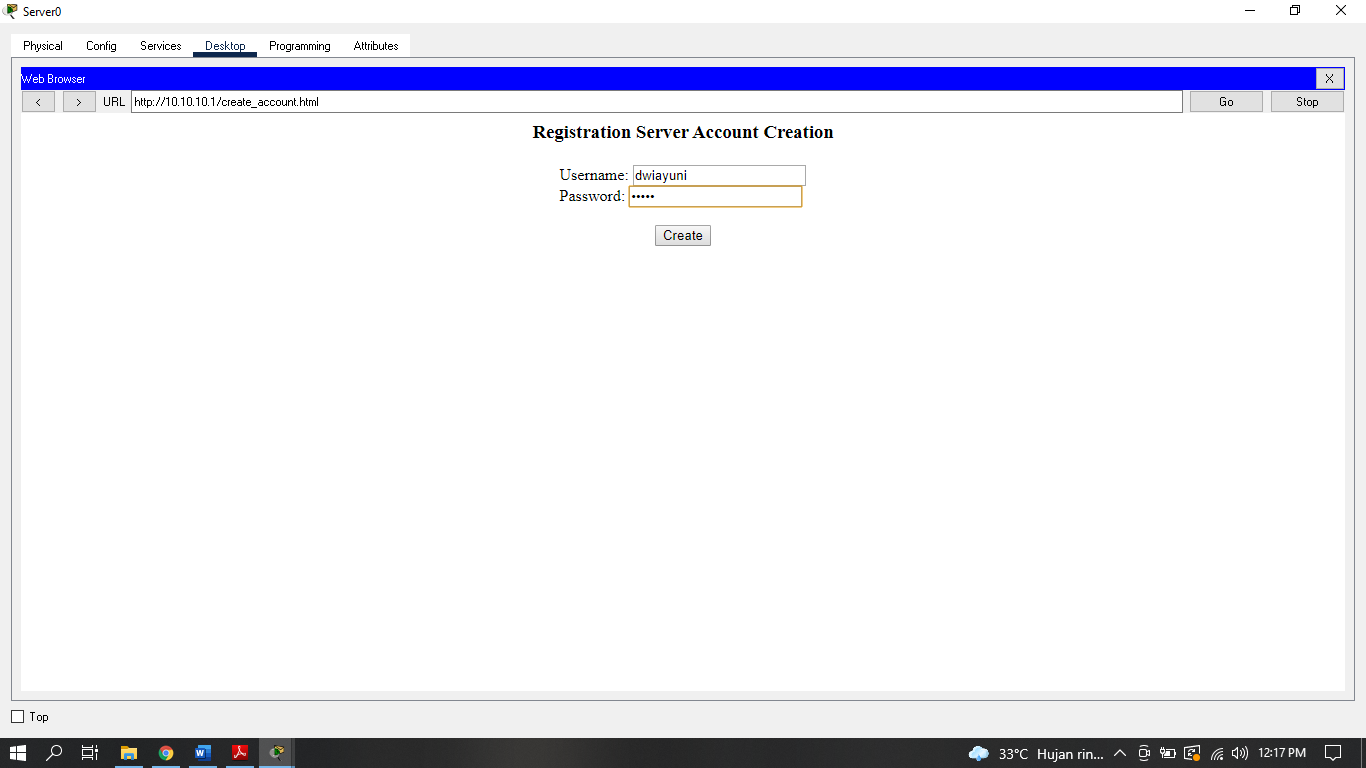 Server0
Physical Config Services Desktop Programming Attributes
Web Browser X
< > URL http://10.10.10.1/create_account.html Go Stop
Registration Server Account Creation
Username: dwiayuni
Password: •••••
Create
Top
33°C Hujan rin... 12:17 PM